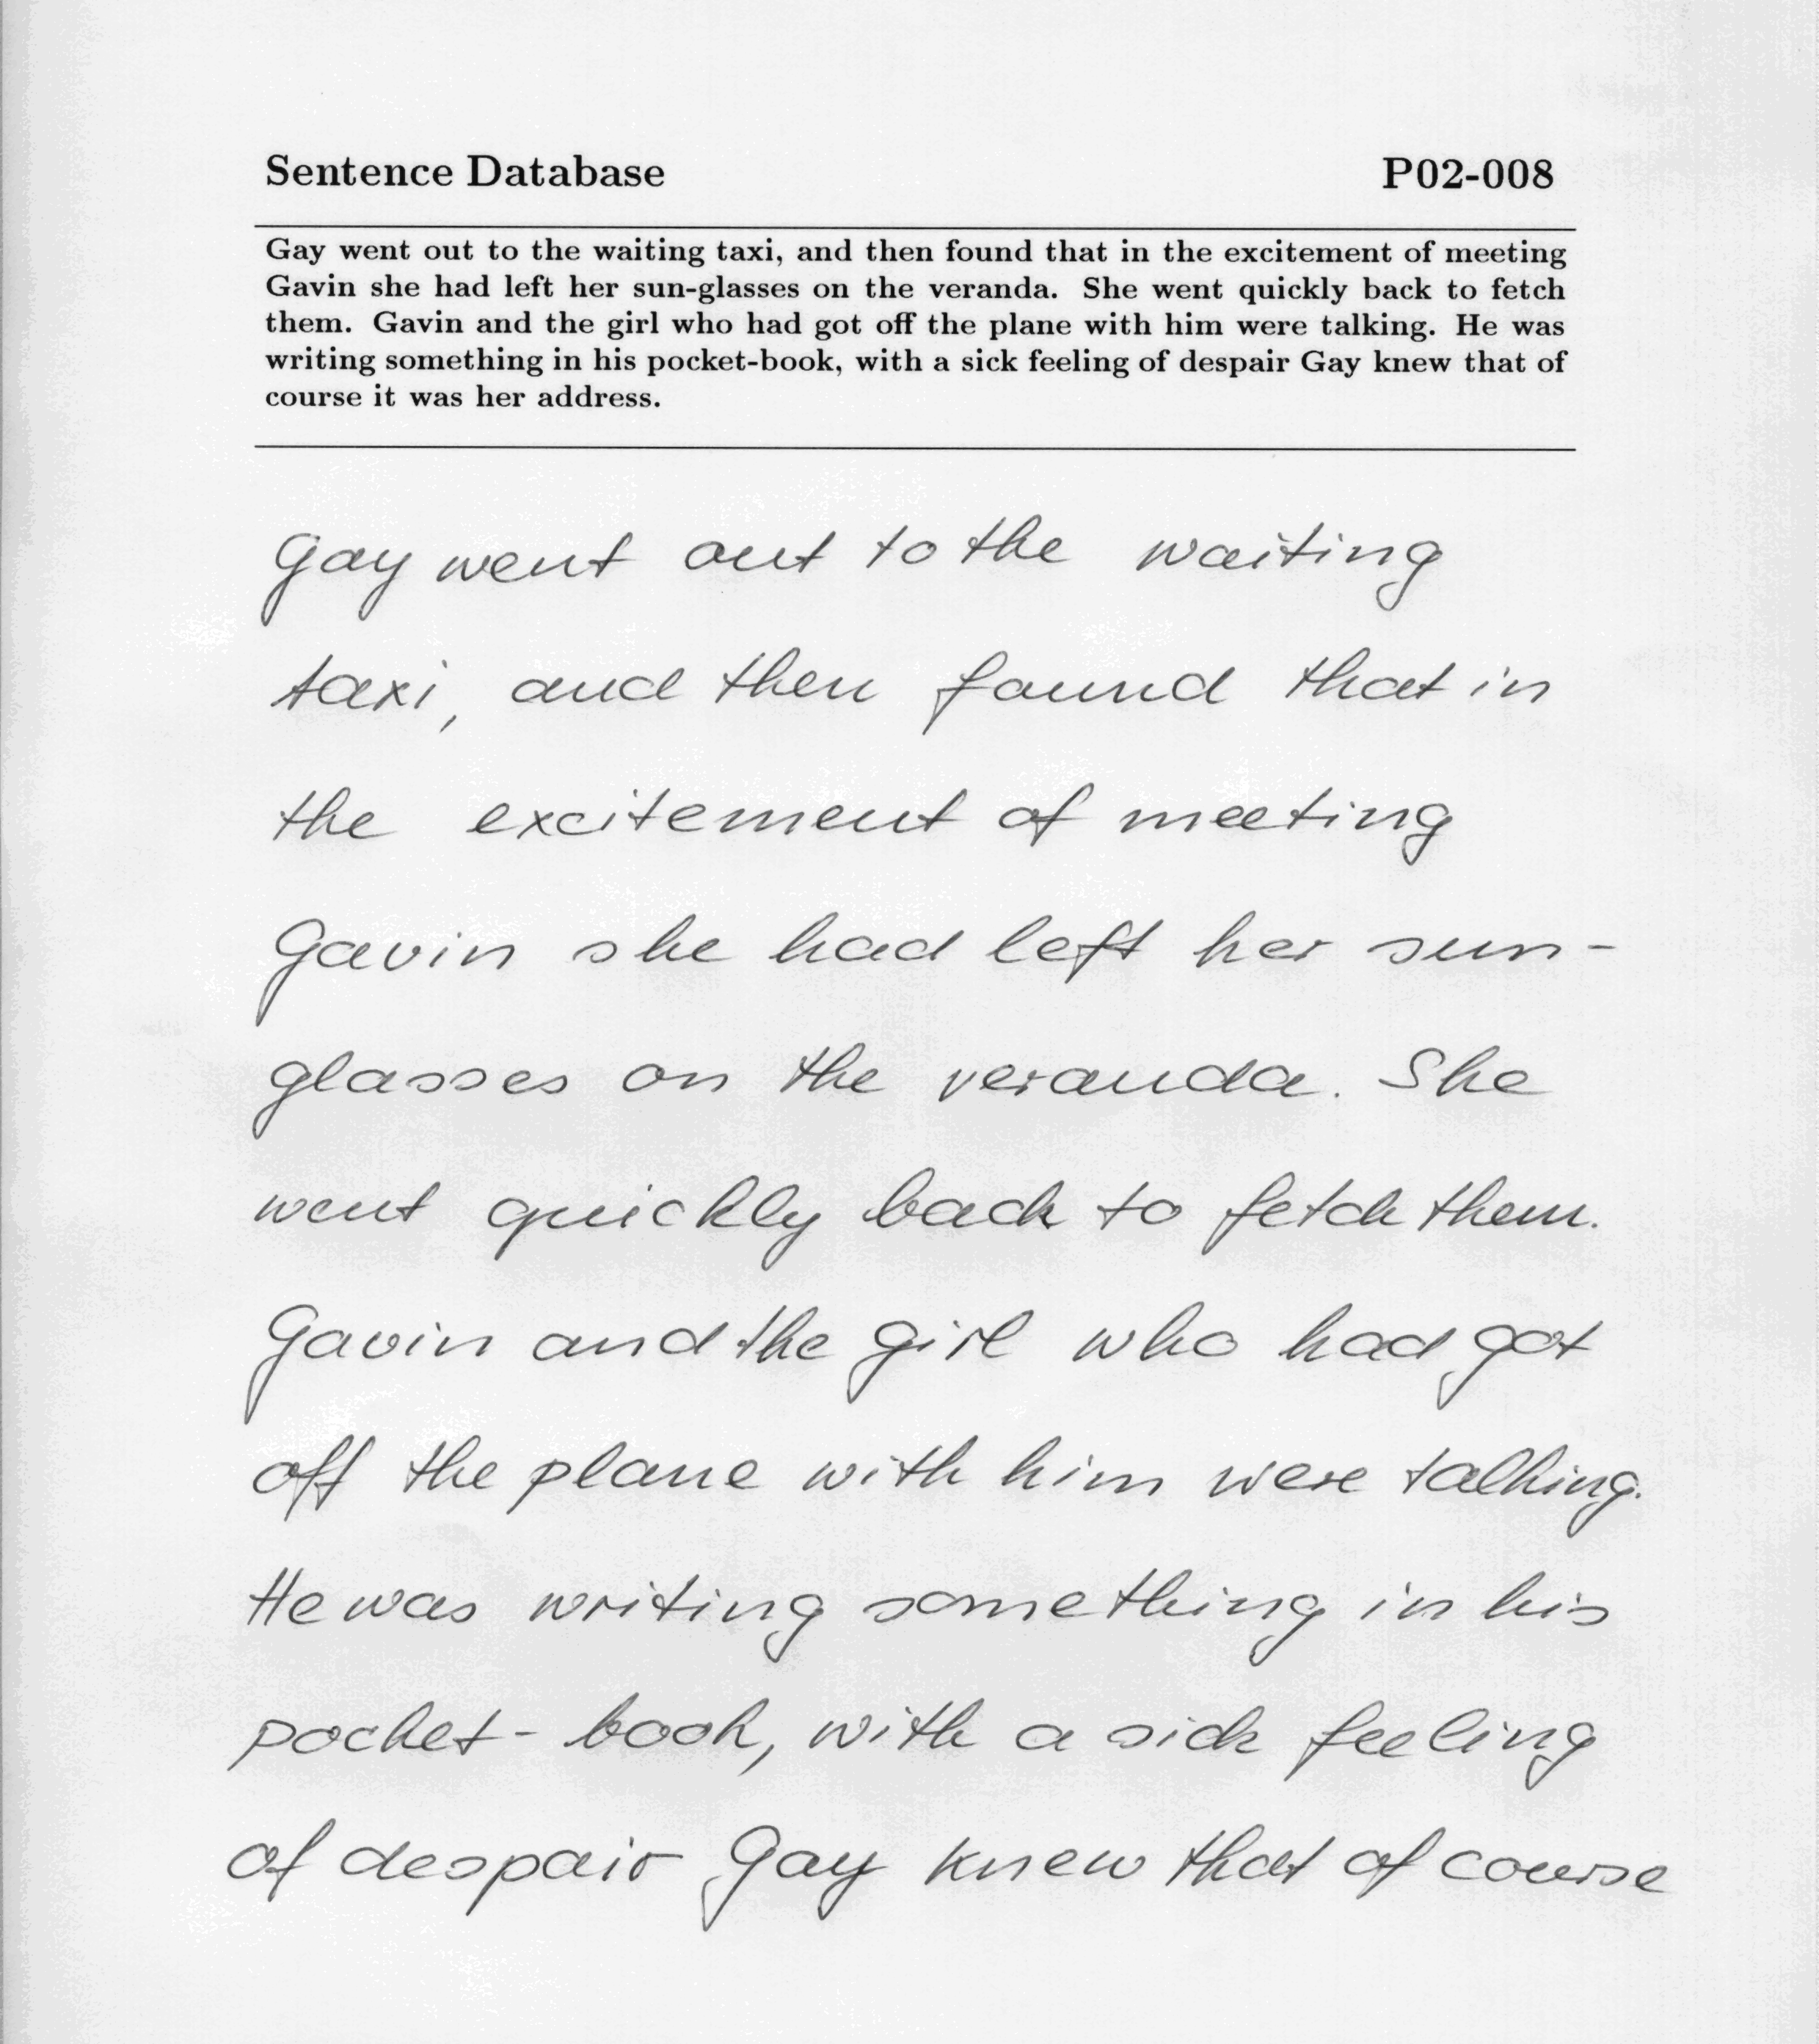 Sentence Database P02-008
Gay went out to the waiting taxi, and then found that in the excitement of meeting
Gavin she had left her sun-glasses on the veranda. She went quickly back to fetch
them. Gavin and the girl who had got off the plane with him were talking. He was
writing something in his pocket-book, with a sick feeling of despair Gay knew that of
course it was her address.
Gay went out to the waiting
taxi, and then found that in
the excitement of meeting
Gavin she had left her sun-
glasses on the veranda. She
went quickly back to fetch them.
Gavin and the girl who had got
off the plane with him were talking.
He was writing something in his
pocket-book, with a sick feeling
of despair Gay knew that of course